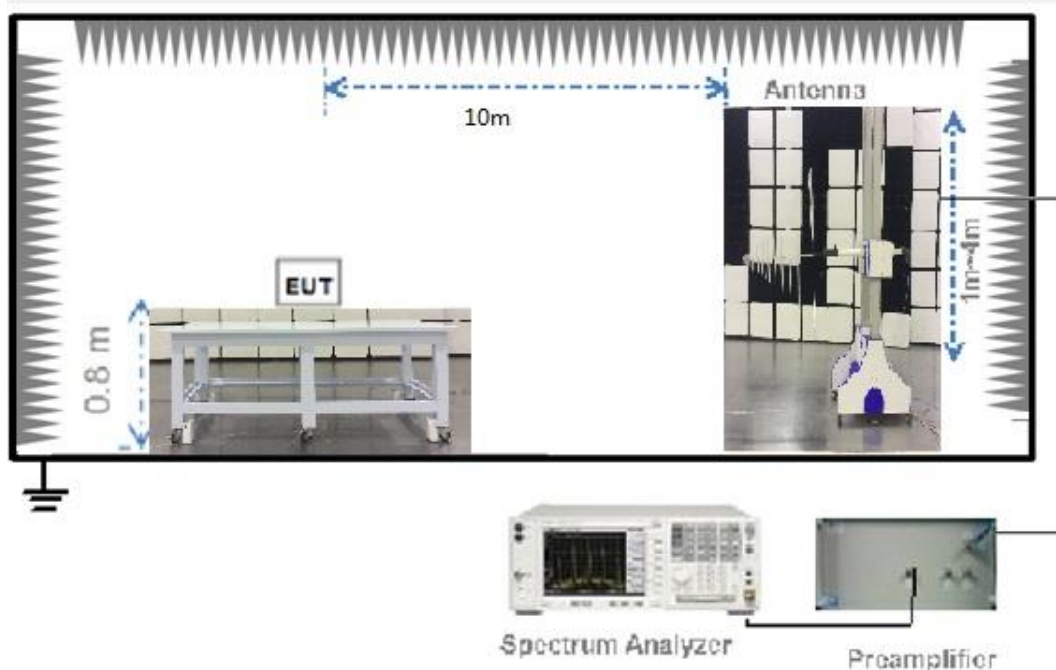 Antenna
10m
1m~4m
EUT
0.8 m
Spectrum Analyzer
Preamplifier